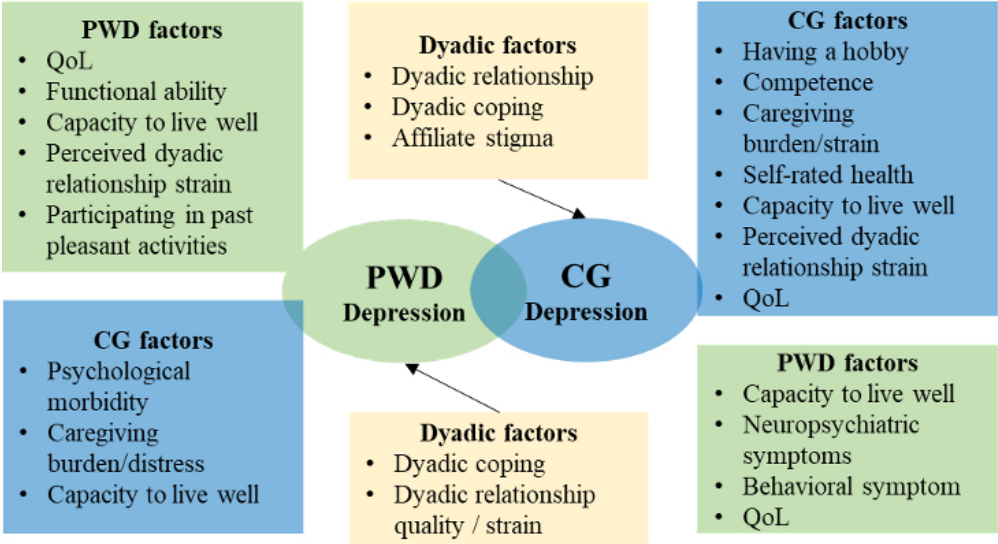 PWD factors
• QoL
• Functional ability
• Capacity to live well
• Perceived dyadic
relationship strain
• Participating in past
pleasant activities
Dyadic factors
• Dyadic relationship
• Dyadic coping
• Affiliate stigma
CG factors
• Having a hobby
• Competence
• Caregiving
burden/strain
• Self-rated health
• Capacity to live well
• Perceived dyadic
relationship strain
• QoL
PWD
Depression
CG
Depression
CG factors
• Psychological
morbidity
• Caregiving
burden/distress
• Capacity to live well
Dyadic factors
• Dyadic coping
• Dyadic relationship
quality / strain
PWD factors
• Capacity to live well
• Neuropsychiatric
symptoms
• Behavioral symptom
• QoL